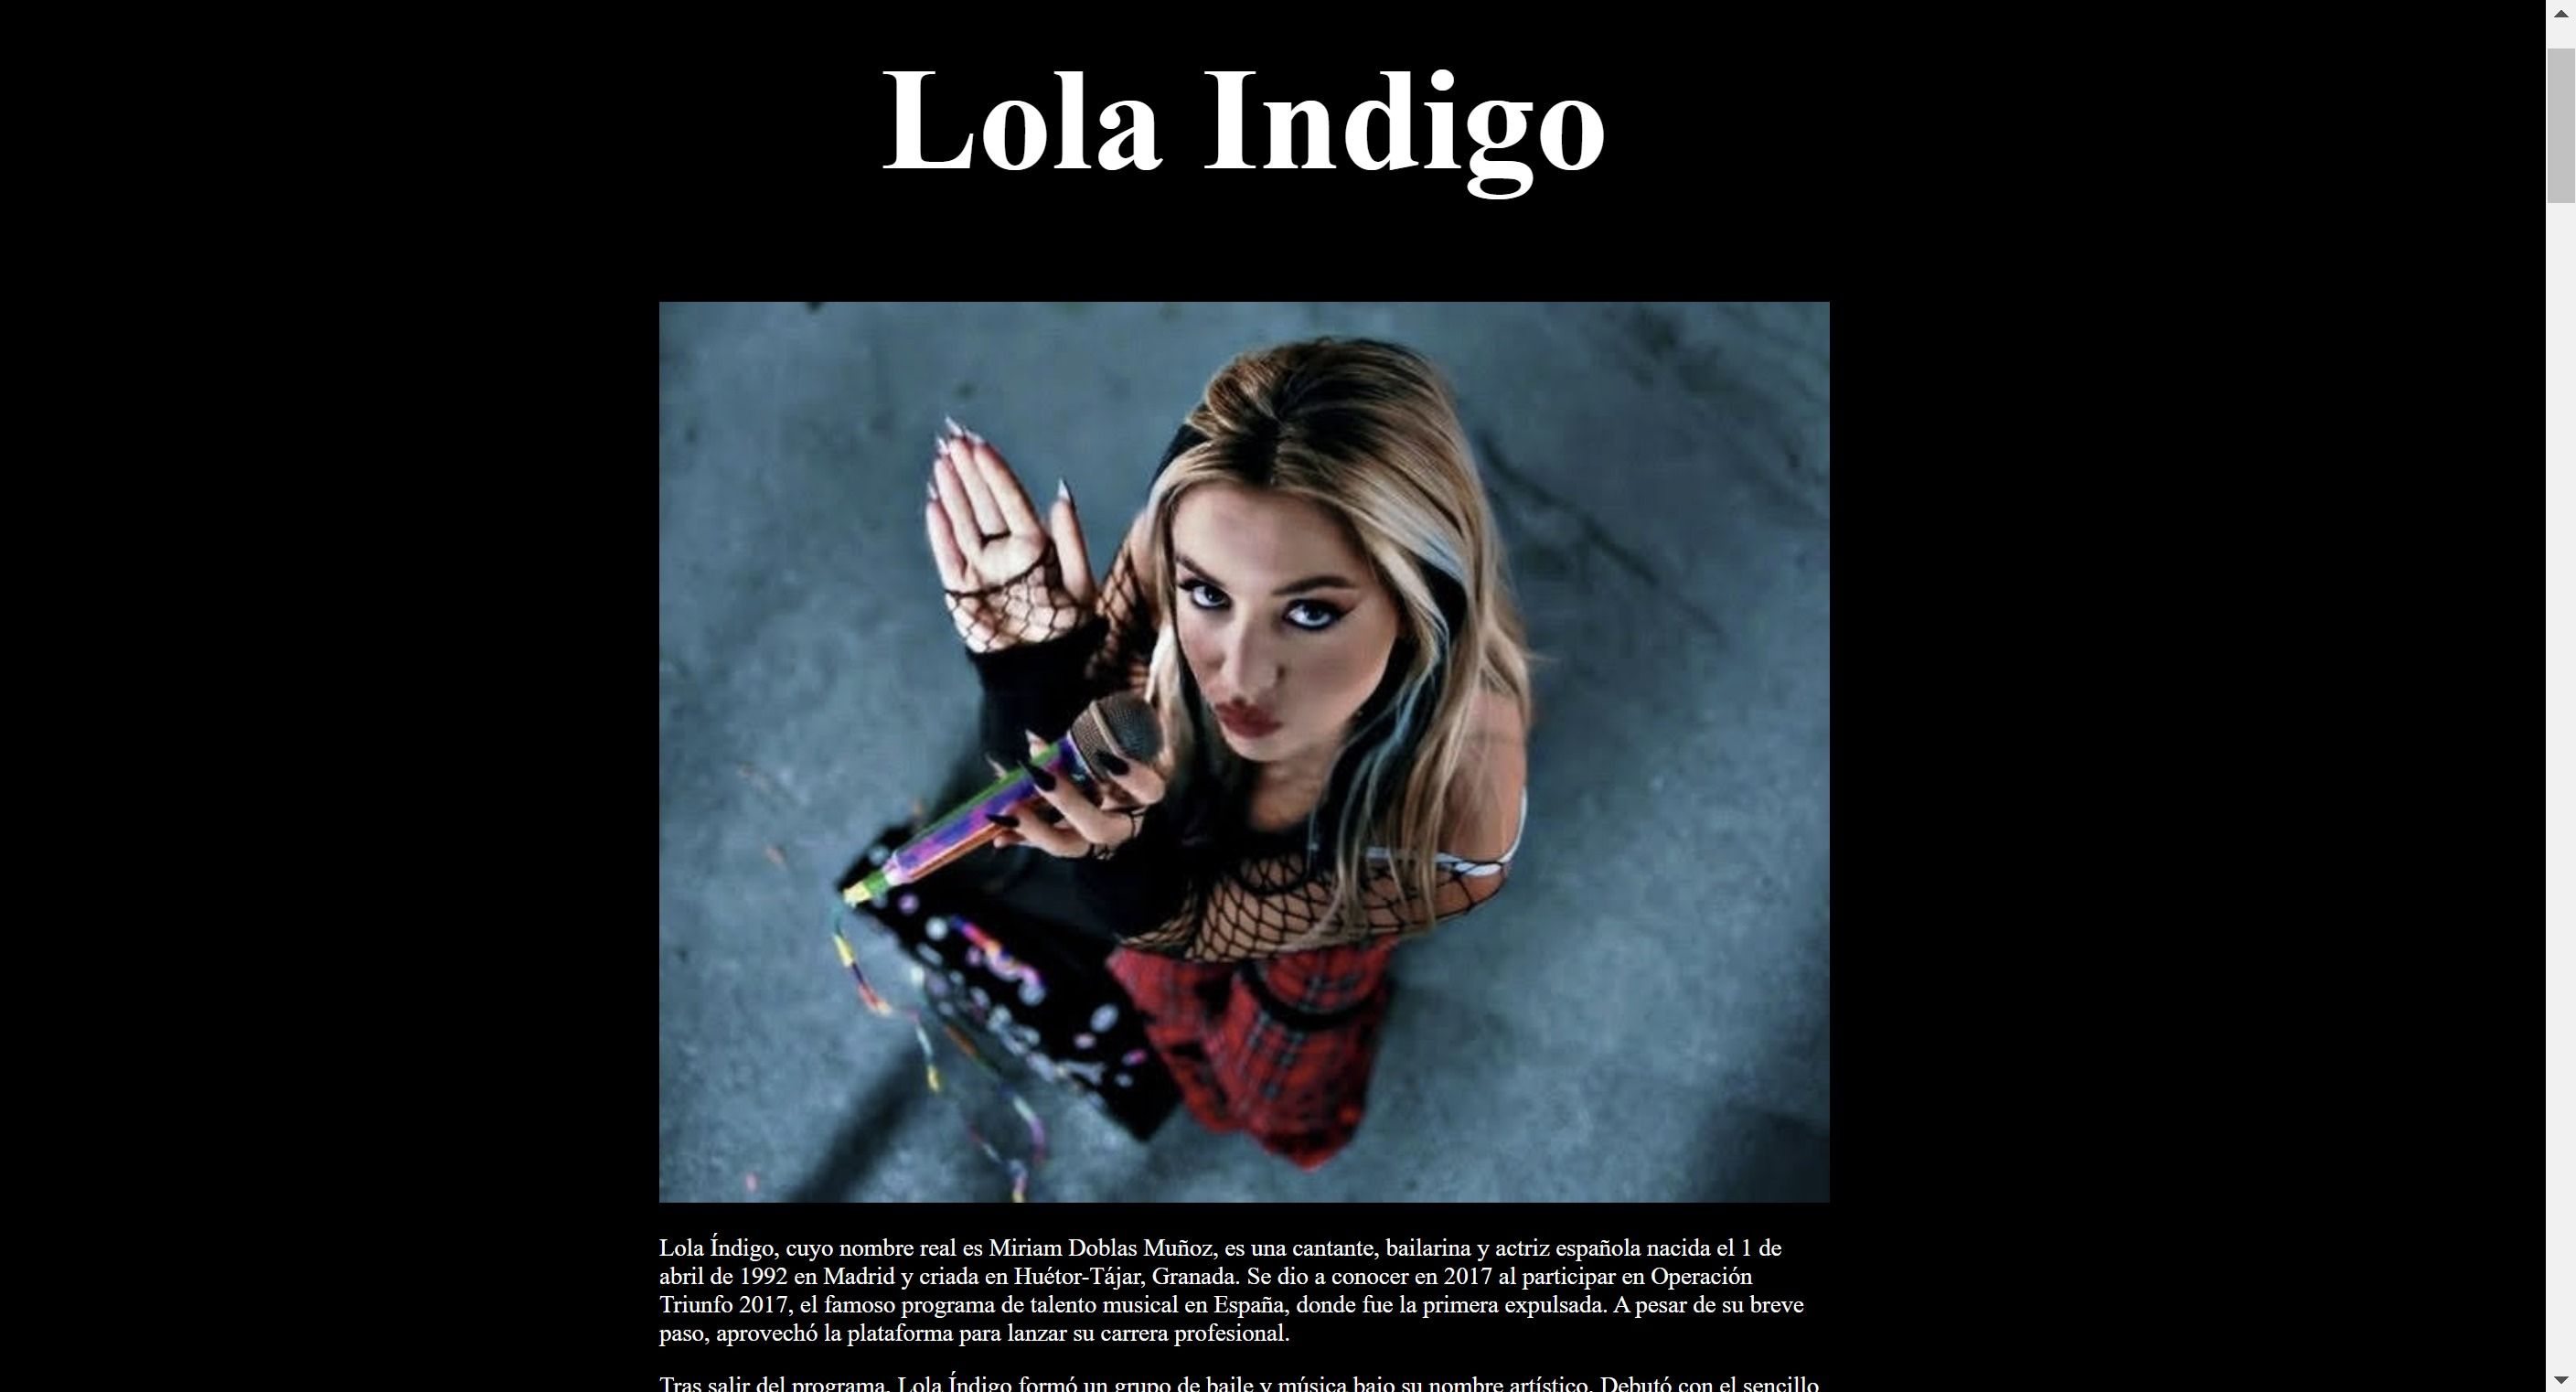 Lola Indigo
Lola Índigo, cuyo nombre real es Miriam Doblas Muñoz, es una cantante, bailarina y actriz española nacida el 1 de
abril de 1992 en Madrid y criada en Huétor-Tájar, Granada. Se dio a conocer en 2017 al participar en Operación
Triunfo 2017, el famoso programa de talento musical en España, donde fue la primera expulsada. A pesar de su breve
paso, aprovechó la plataforma para lanzar su carrera profesional.
Tras salir del programa, Lola Índigo formó un grupo de baile y música bajo su nombre artístico. Debutó con el sencillo